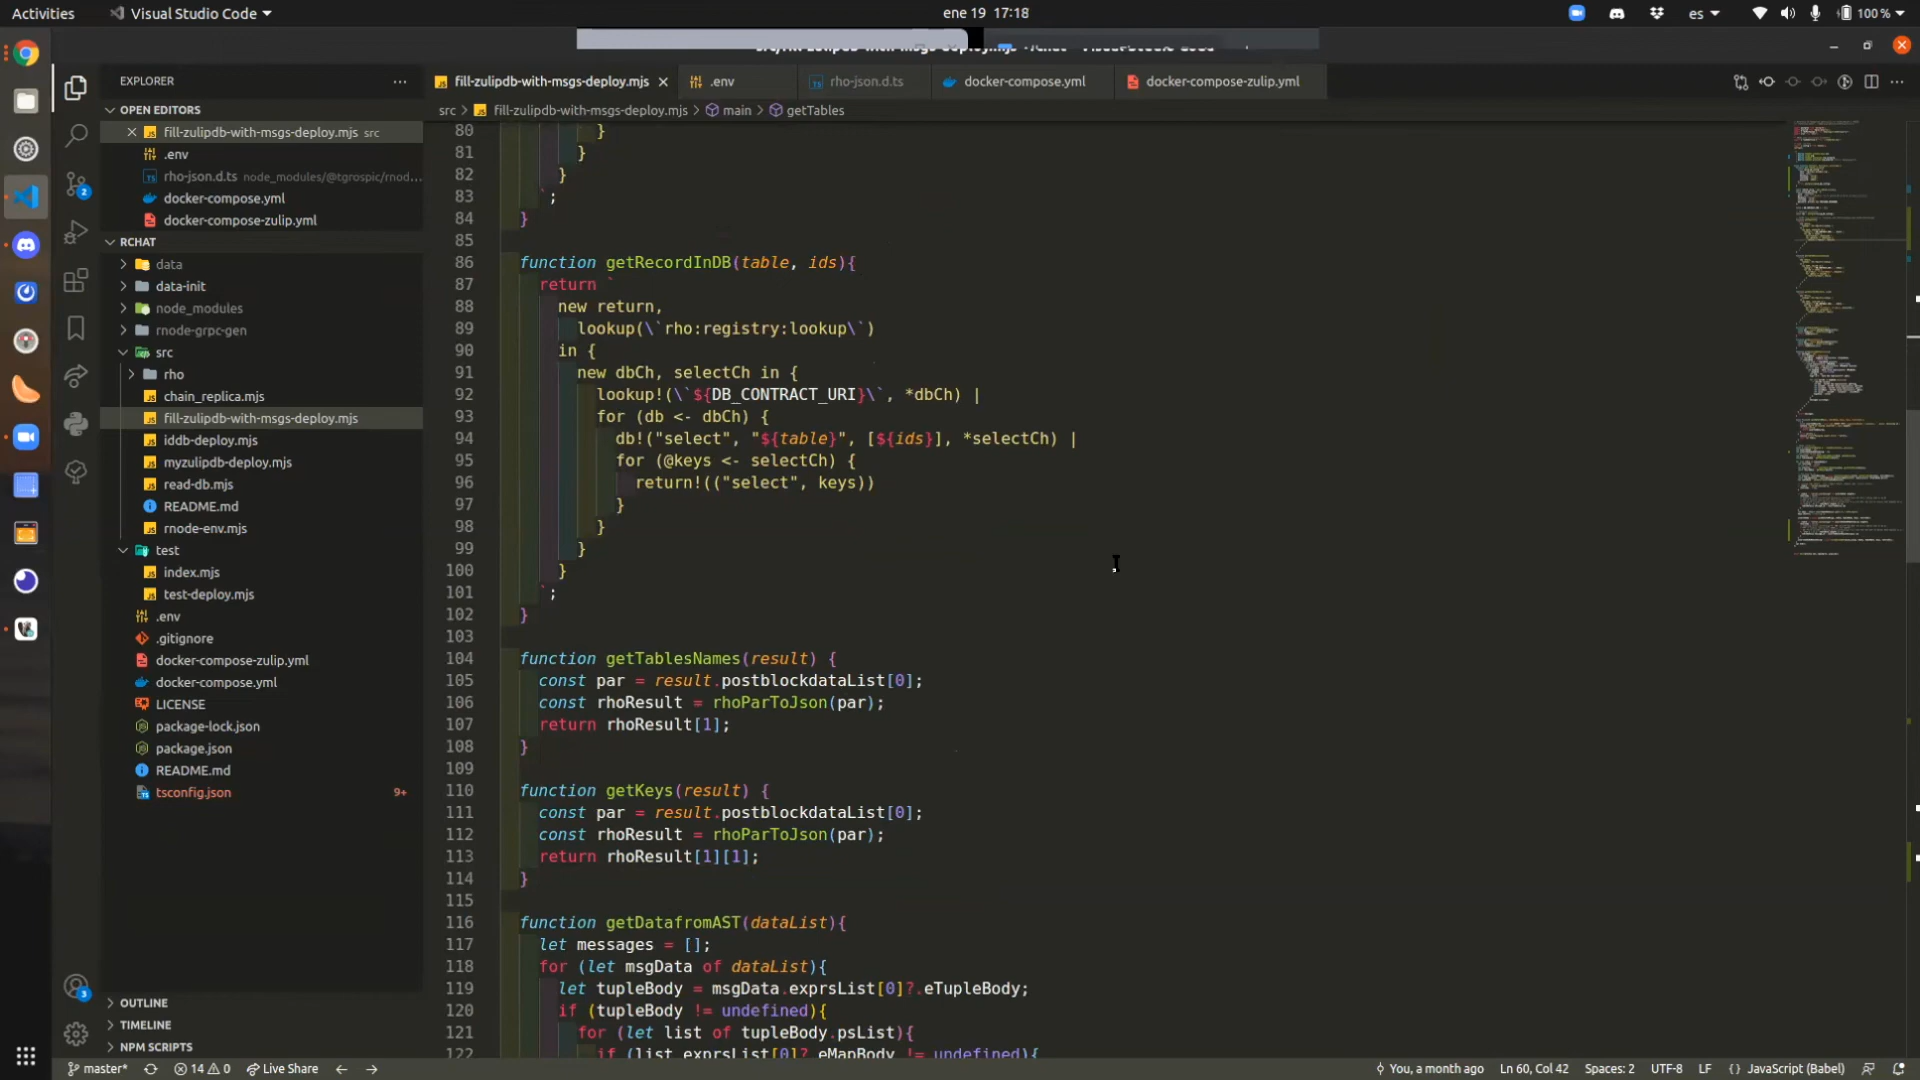 Activities
Visual Studio Code
ene 19 17:18
es
100 %
EXPLORER
OPEN EDITORS
fill-zulipdb-with-msgs-deploy.mjs src
.env
rho-json.d.ts node_modules/@tgrospic/rnod...
docker-compose.yml
docker-compose-zulip.yml
RCHAT
data
data-init
node_modules
rnode-grpc-gen
src
rho
chain_replica.mjs
fill-zulipdb-with-msgs-deploy.mjs
iddb-deploy.mjs
myzulipdb-deploy.mjs
read-db.mjs
README.md
rnode-env.mjs
test
index.mjs
test-deploy.mjs
.env
.gitignore
docker-compose-zulip.yml
docker-compose.yml
LICENSE
package-lock.json
package.json
README.md
tsconfig.json 9+
OUTLINE
TIMELINE
NPM SCRIPTS
2
3
fill-zulipdb-with-msgs-deploy.mjs
.env
rho-json.d.ts
docker-compose.yml
docker-compose-zulip.yml
src > fill-zulipdb-with-msgs-deploy.mjs > main > getTables
80 }
81 }
82 }
83 `;
84 }
85
86 function getRecordInDB(table, ids){
87 return `
88 new return,
89 lookup(\`rho:registry:lookup\`)
90 in {
91 new dbCh, selectCh in {
92 lookup!(\`${DB_CONTRACT_URI}\`, *dbCh) |
93 for (db <- dbCh) {
94 db!("select", "${table}", [${ids}], *selectCh) |
95 for (@keys <- selectCh) {
96 return!(("select", keys))
97 }
98 }
99 }
100 }
101 `;
102 }
103
104 function getTablesNames(result) {
105 const par = result.postblockdataList[0];
106 const rhoResult = rhoParToJson(par);
107 return rhoResult[1];
108 }
109
110 function getKeys(result) {
111 const par = result.postblockdataList[0];
112 const rhoResult = rhoParToJson(par);
113 return rhoResult[1][1];
114 }
115
116 function getDatafromAST(dataList){
117 let messages = [];
118 for (let msgData of dataList){
119 let tupleBody = msgData.exprsList[0]?.eTupleBody;
120 if (tupleBody != undefined){
121 for (let list of tupleBody.psList){
122 if (list.exprsList[0]?.eMapBody != undefined){
master*
14 0
Live Share
You, a month ago
Ln 60, Col 42
Spaces: 2
UTF-8
LF
{} JavaScript (Babel)